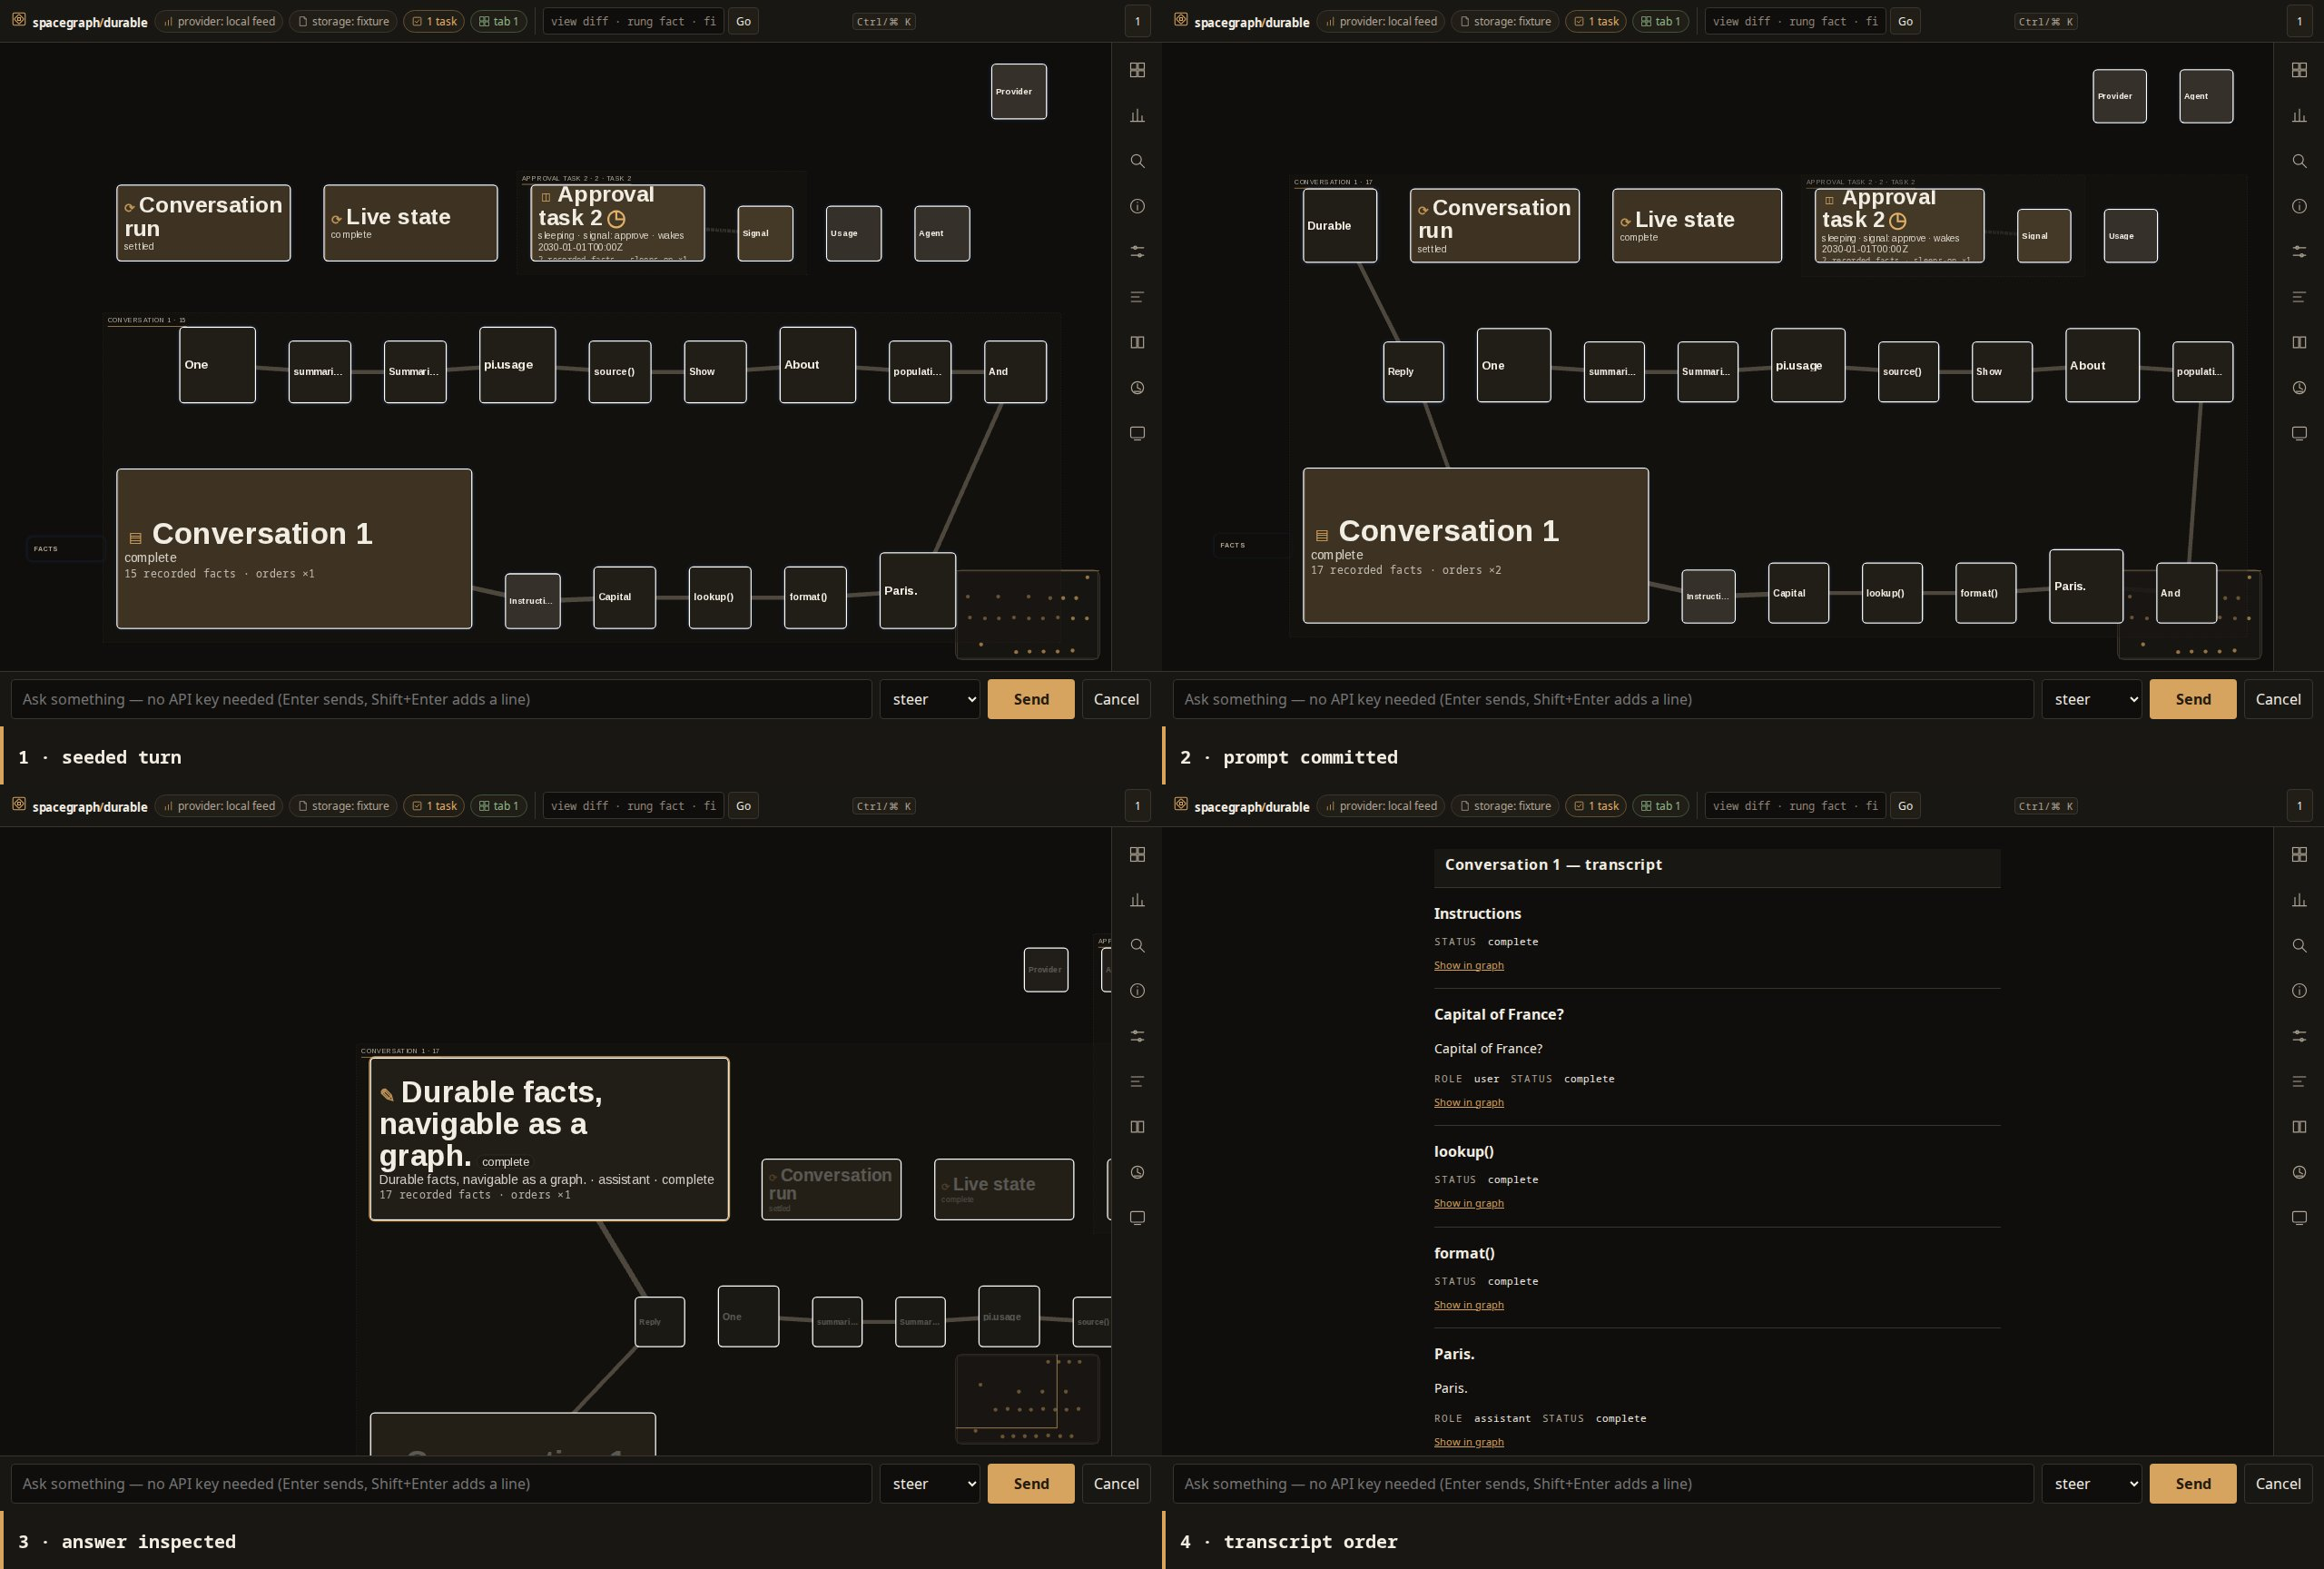 spacegraph/durable provider: local feed storage: fixture 1 task tab 1 view diff · rung fact · fi Go Ctrl/⌘ K 1
Provider
APPROVAL TASK 2 · 2 · TASK 2
Conversation run
settled
Live state
complete
Approval task 2
sleeping · signal: approve · wakes
2030-01-01T00:00Z
2 recorded facts · sleeps-on ×1
Signal
Usage
Agent
CONVERSATION 1 · 15
One
summari…
Summari…
pi.usage
source()
Show
About
populati…
And
FACTS
Conversation 1
complete
15 recorded facts · orders ×1
Instructi…
Capital
lookup()
format()
Paris.
Ask something — no API key needed (Enter sends, Shift+Enter adds a line) steer Send Cancel
1 · seeded turn
spacegraph/durable provider: local feed storage: fixture 1 task tab 1 view diff · rung fact · fi Go Ctrl/⌘ K 1
Provider
Agent
CONVERSATION 1 · 17
APPROVAL TASK 2 · 2 · TASK 2
Durable
Conversation run
settled
Live state
complete
Approval task 2
sleeping · signal: approve · wakes
2030-01-01T00:00Z
2 recorded facts · sleeps-on ×1
Signal
Usage
Reply
One
summari…
Summari…
pi.usage
source()
Show
About
populati…
FACTS
Conversation 1
complete
17 recorded facts · orders ×2
Instructi…
Capital
lookup()
format()
Paris.
And
Ask something — no API key needed (Enter sends, Shift+Enter adds a line) steer Send Cancel
2 · prompt committed
spacegraph/durable provider: local feed storage: fixture 1 task tab 1 view diff · rung fact · fi Go Ctrl/⌘ K 1
Provider
CONVERSATION 1 · 17
Durable facts,
navigable as a
graph. complete
Durable facts, navigable as a graph. · assistant · complete
17 recorded facts · orders ×1
Conversation run
settled
Live state
complete
Reply
One
summari…
Summar…
pi.usage
source()
Ask something — no API key needed (Enter sends, Shift+Enter adds a line) steer Send Cancel
3 · answer inspected
spacegraph/durable provider: local feed storage: fixture 1 task tab 1 view diff · rung fact · fi Go Ctrl/⌘ K 1
Conversation 1 — transcript
Instructions
STATUS complete
Show in graph
Capital of France?
Capital of France?
ROLE user STATUS complete
Show in graph
lookup()
STATUS complete
Show in graph
format()
STATUS complete
Show in graph
Paris.
Paris.
ROLE assistant STATUS complete
Show in graph
Ask something — no API key needed (Enter sends, Shift+Enter adds a line) steer Send Cancel
4 · transcript order